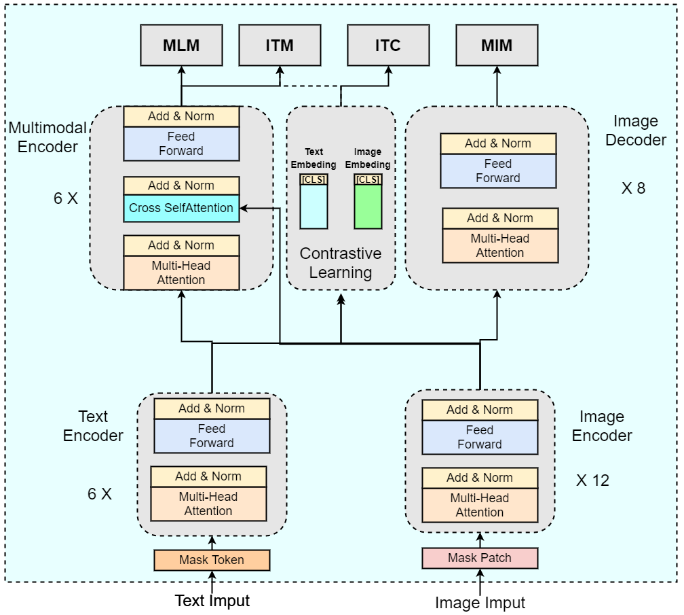 MLM
ITM
ITC
MIM
Multimodal
Encoder
6 X
Add & Norm
Feed
Forward
Add & Norm
Cross SelfAttention
Add & Norm
Multi-Head
Attention
Text
Embeding
[CLS]
Image
Embeding
[CLS]
Contrastive
Learning
Image
Decoder
X 8
Add & Norm
Feed
Forward
Add & Norm
Multi-Head
Attention
Text
Encoder
6 X
Add & Norm
Feed
Forward
Add & Norm
Multi-Head
Attention
Mask Token
Text Imput
Image
Encoder
X 12
Add & Norm
Feed
Forward
Add & Norm
Multi-Head
Attention
Mask Patch
Image Imput